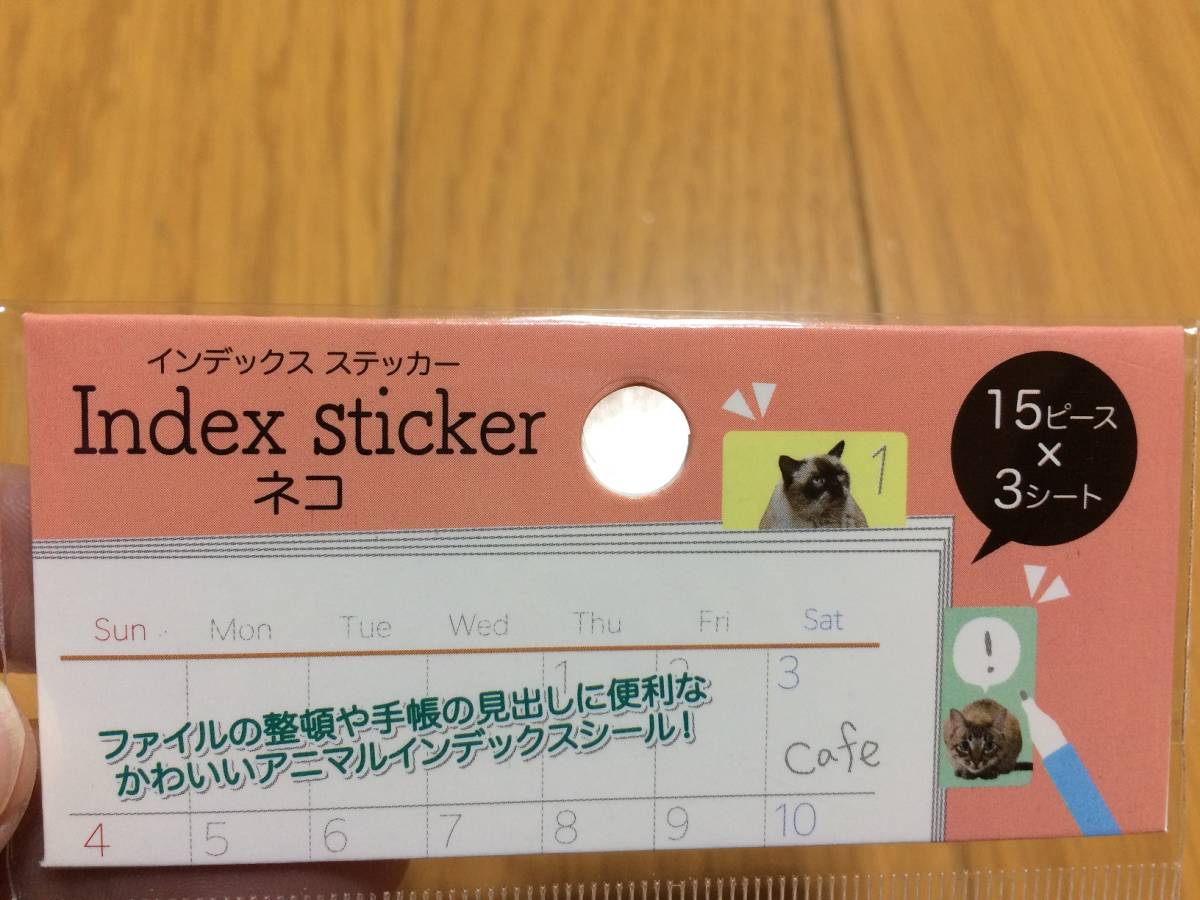 インデックス ステッカー
Index sticker
ネコ
1
15ピース
×
3シート
!
Sun Mon Tue Wed Thu Fri Sat
1 2 3
ファイルの整頓や手帳の見出しに便利な
かわいいアニマルインデックスシール!
Cafe
4 5 6 7 8 9 10